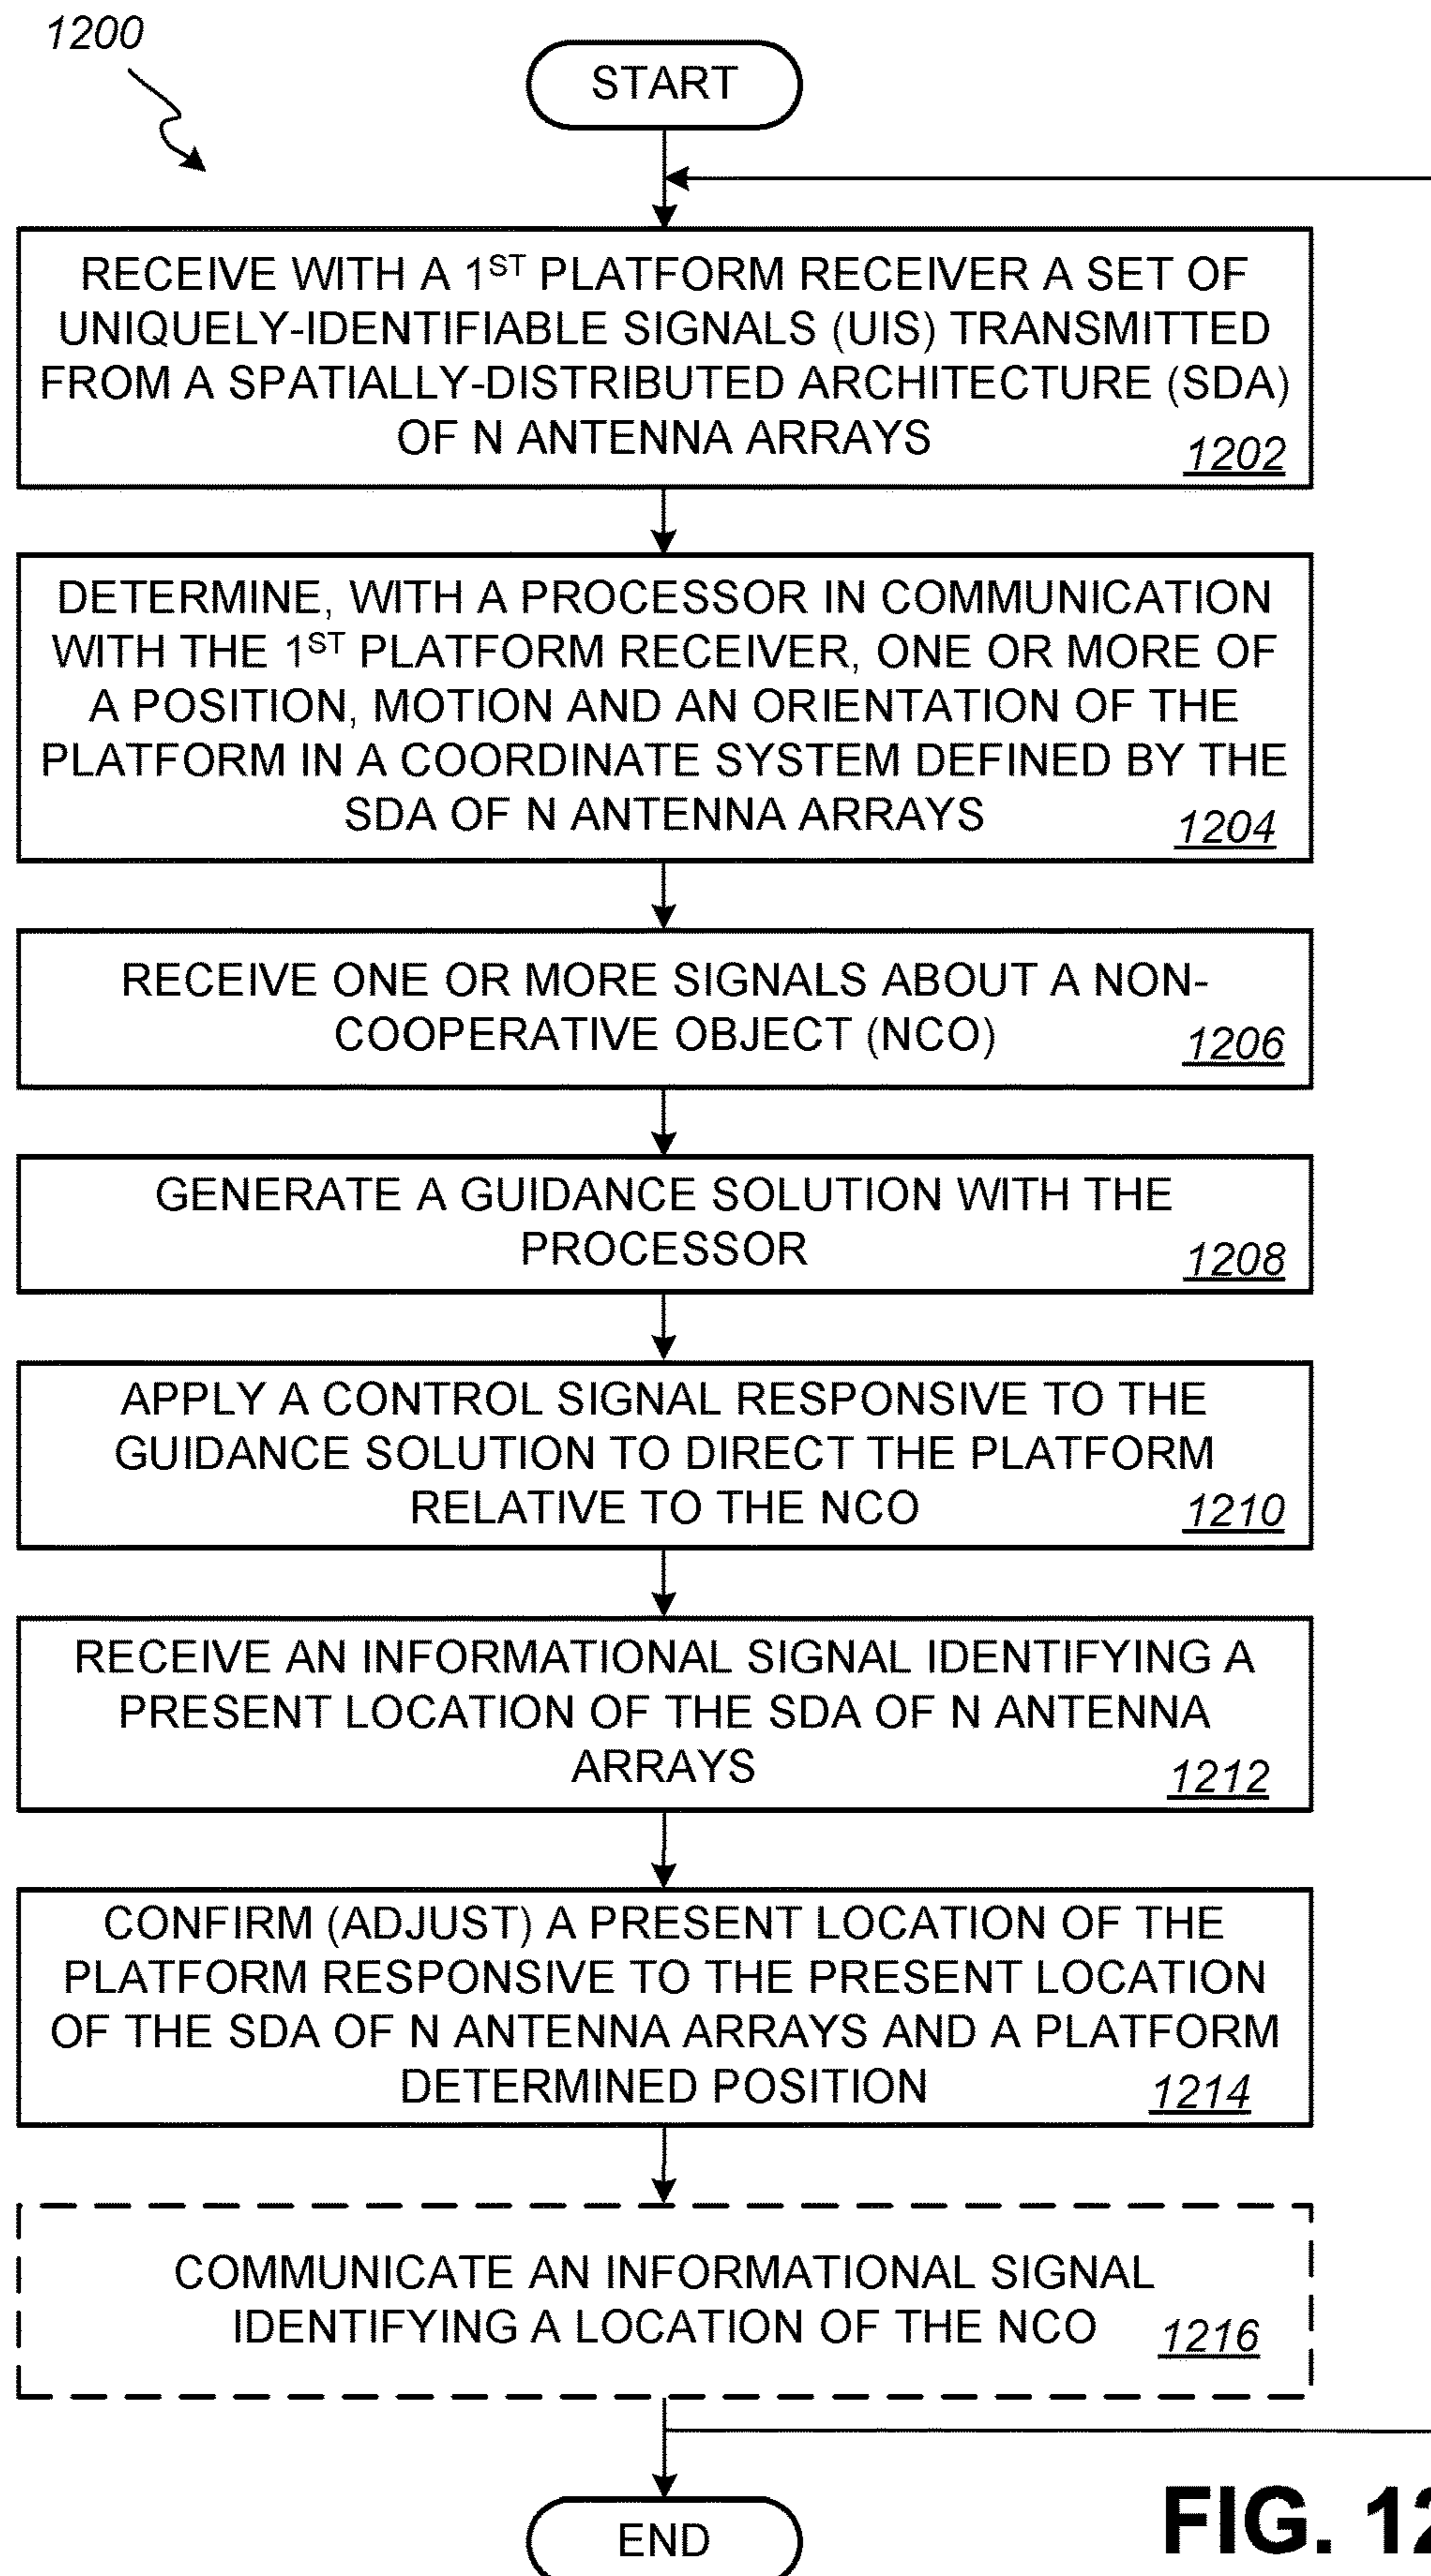 1200
START
RECEIVE WITH A 1ST PLATFORM RECEIVER A SET OF
UNIQUELY-IDENTIFIABLE SIGNALS (UIS) TRANSMITTED
FROM A SPATIALLY-DISTRIBUTED ARCHITECTURE (SDA)
OF N ANTENNA ARRAYS
1202
DETERMINE, WITH A PROCESSOR IN COMMUNICATION
WITH THE 1ST PLATFORM RECEIVER, ONE OR MORE OF
A POSITION, MOTION AND AN ORIENTATION OF THE
PLATFORM IN A COORDINATE SYSTEM DEFINED BY THE
SDA OF N ANTENNA ARRAYS
1204
RECEIVE ONE OR MORE SIGNALS ABOUT A NON-
COOPERATIVE OBJECT (NCO)
1206
GENERATE A GUIDANCE SOLUTION WITH THE
PROCESSOR
1208
APPLY A CONTROL SIGNAL RESPONSIVE TO THE
GUIDANCE SOLUTION TO DIRECT THE PLATFORM
RELATIVE TO THE NCO
1210
RECEIVE AN INFORMATIONAL SIGNAL IDENTIFYING A
PRESENT LOCATION OF THE SDA OF N ANTENNA
ARRAYS
1212
CONFIRM (ADJUST) A PRESENT LOCATION OF THE
PLATFORM RESPONSIVE TO THE PRESENT LOCATION
OF THE SDA OF N ANTENNA ARRAYS AND A PLATFORM
DETERMINED POSITION
1214
COMMUNICATE AN INFORMATIONAL SIGNAL
IDENTIFYING A LOCATION OF THE NCO
1216
END
FIG. 12